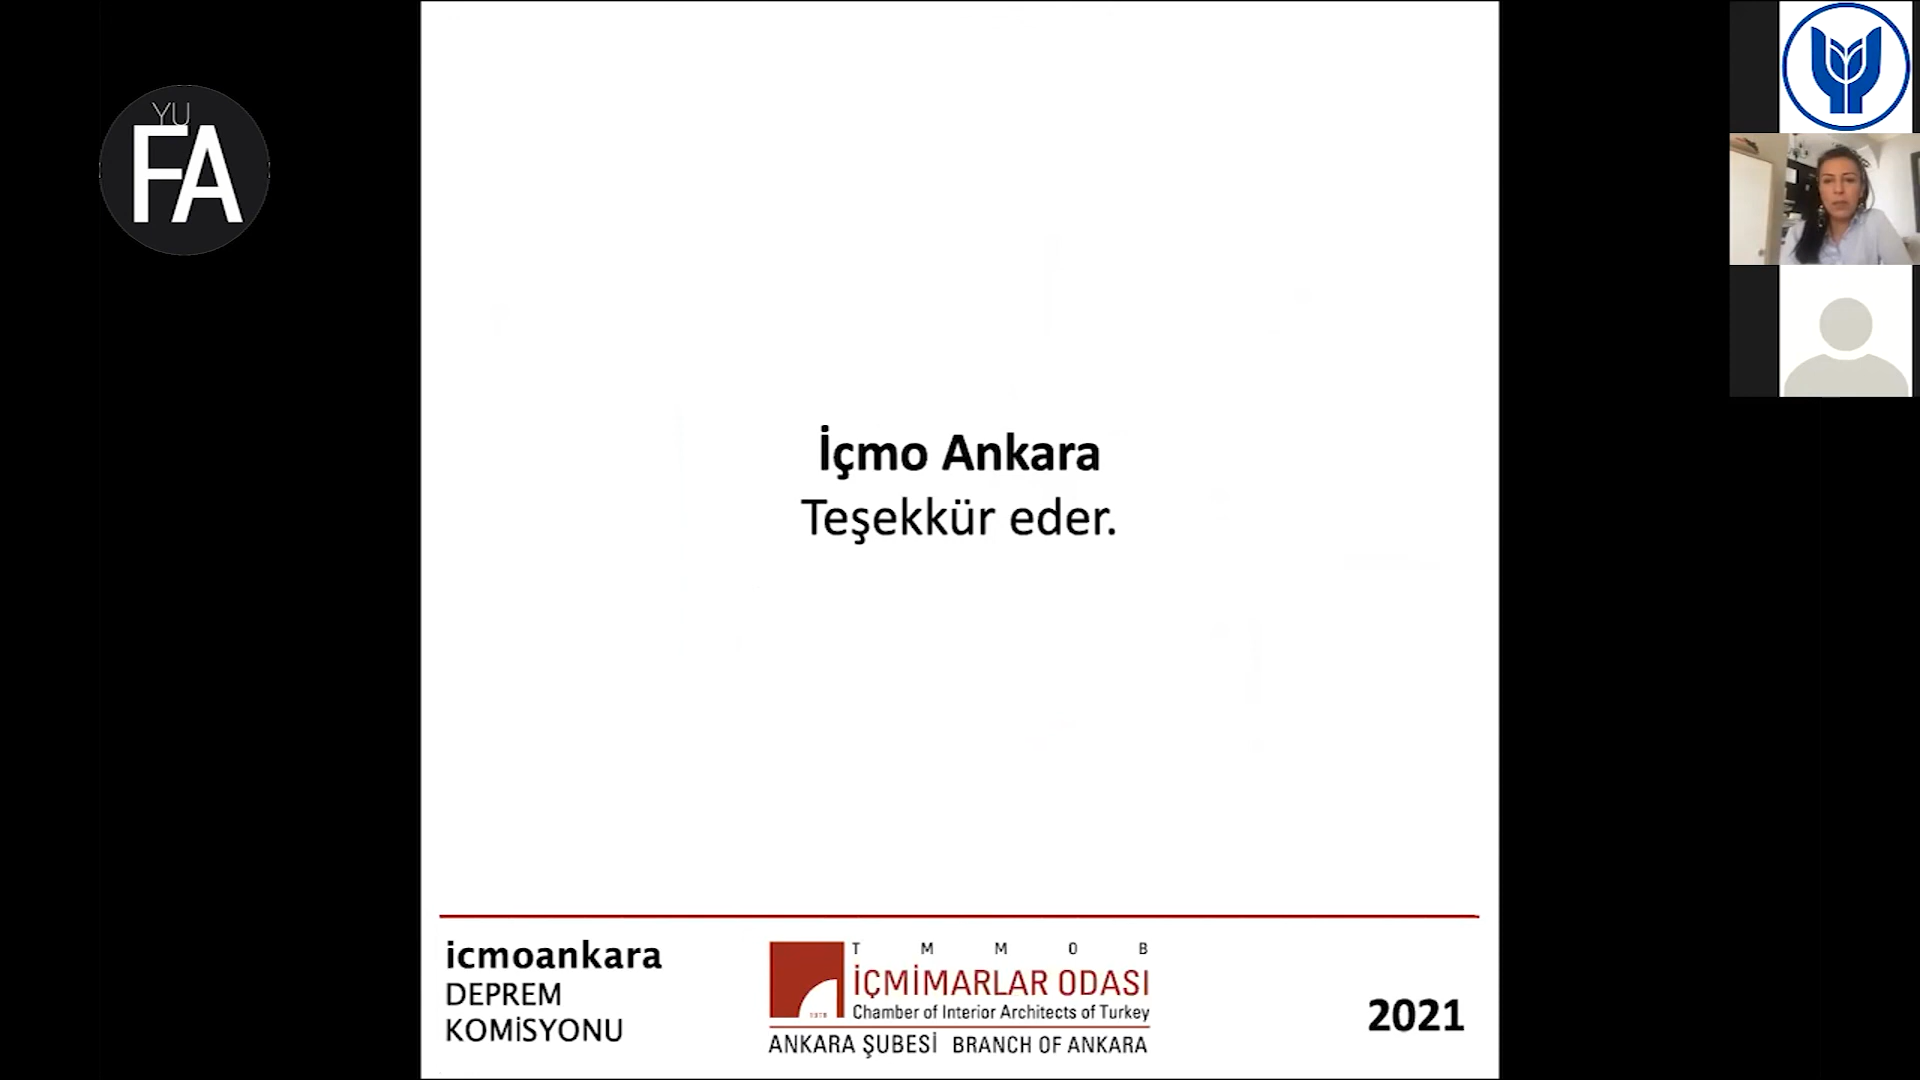 YU
FA
İçmo Ankara
Teşekkür eder.
icmoankara
DEPREM
KOMİSYONU
T M M O B
İÇMİMARLAR ODASI
Chamber of Interior Architects of Turkey
ANKARA ŞUBESİ BRANCH OF ANKARA
2021